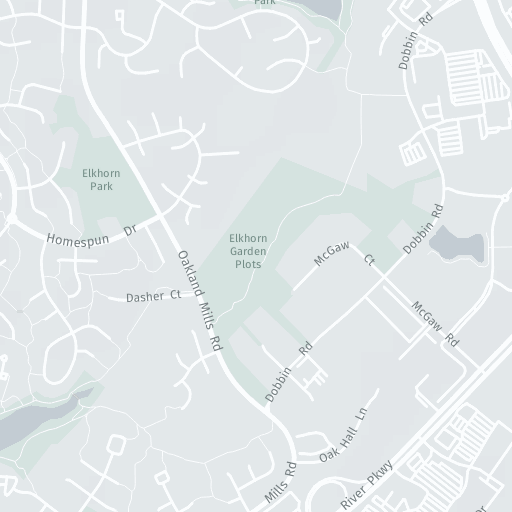 Park
Dobbin Rd
Elkhorn
Park
Homespun Dr
Elkhorn
Garden
Plots
Dobbin Rd
McGaw Ct
Oakland Mills Rd
Dasher Ct
McGaw Rd
Dobbin Rd
Oak Hall Ln
Mills Rd
River Pkwy
Dr